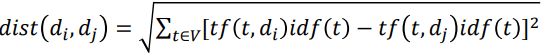 dist(d_i, d_j) = √∑_{t∈V}[tf(t, d_i)idf(t) − tf(t, d_j)idf(t)]²